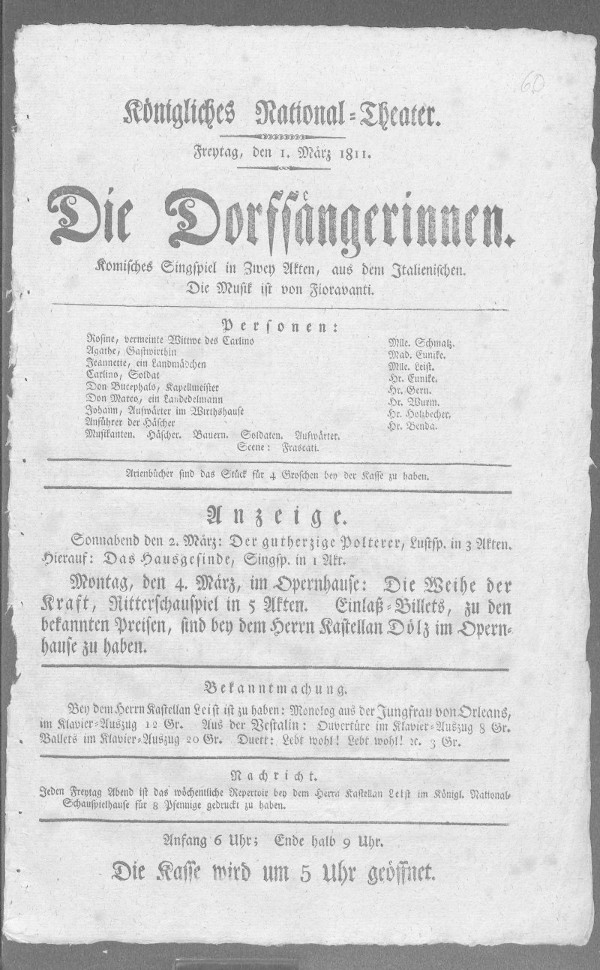 60
Königliches National-Theater.
Freytag, den 1. März 1811.
Die Dorfsängerinnen.
Komisches Singspiel in Zwey Akten, aus dem Italienischen.
Die Musik ist von Fioravanti.
Personen:
Rosine, vermeinte Wittwe des Carlino Mlle. Schmalz.
Agathe, Gastwirthin Mad. Eunike.
Jeannette, ein Landmädchen Mlle. Leist.
Carlino, Soldat Hr. Eunike.
Don Bucephalo, Kapellmeister Hr. Gern.
Don Marco, ein Landedelmann Hr. Wurm.
Johann, Aufwärter im Wirthshause Hr. Holzbecher.
Anführer der Häscher Hr. Benda.
Musikanten. Häscher. Bauern. Soldaten. Aufwärter.
Scene: Frascati.
Arienbücher sind das Stück für 4 Groschen bey der Kasse zu haben.
Anzeige.
Sonnabend den 2. März: Der gutherzige Polterer, Lustsp. in 3 Akten.
Hierauf: Das Hausgesinde, Singsp. in 1 Akt.
Montag, den 4. März, im Opernhause: Die Weihe der
Kraft, Ritterschauspiel in 5 Akten. Einlaß-Billets, zu den
bekannten Preisen, sind bey dem Herrn Kastellan Dölz im Opern-
hause zu haben.
Bekanntmachung.
Bey dem Herrn Kastellan Leist ist zu haben: Monolog aus der Jungfrau von Orleans,
im Klavier-Auszug 12 Gr. Aus der Vestalin: Ouvertüre im Klavier-Auszug 8 Gr.
Ballets im Klavier-Auszug 20 Gr. Duett: Lebt wohl! Lebt wohl! ꝛc. 3 Gr.
Nachricht.
Jeden Freytag Abend ist das wöchentliche Repertoir bey dem Herrn Kastellan Leist im Königl. National-
Schauspielhause für 8 Pfennige gedruckt zu haben.
Anfang 6 Uhr; Ende halb 9 Uhr.
Die Kasse wird um 5 Uhr geöffnet.